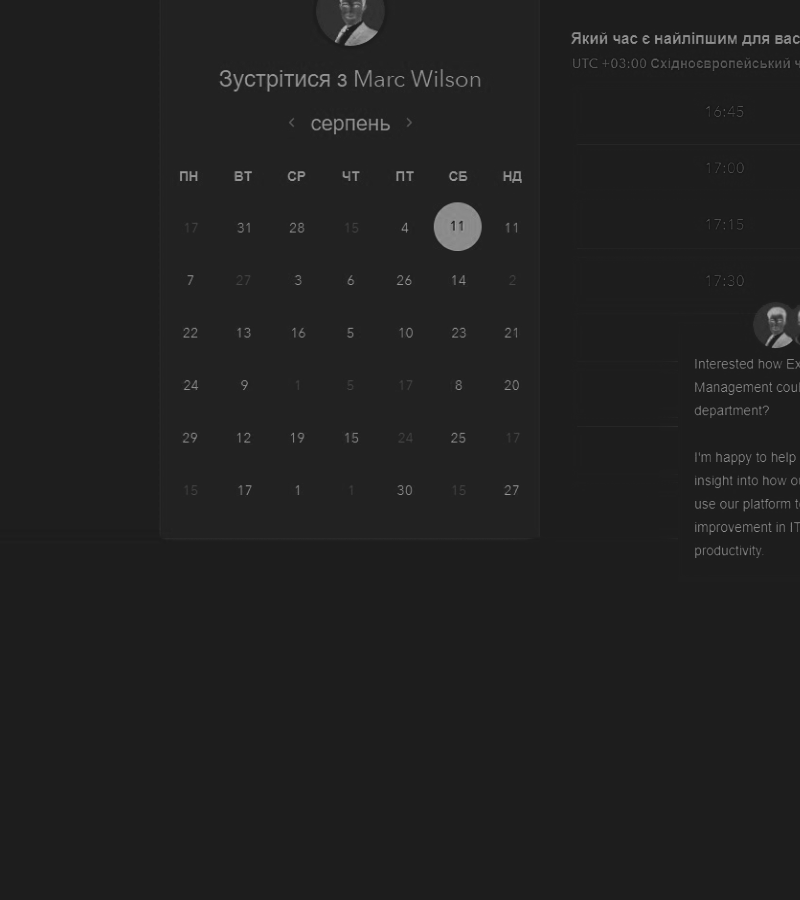 Зустрітися з Marc Wilson
серпень
ПН ВТ СР ЧТ ПТ СБ НД
17 31 28 15 4 11 11
7 27 3 6 26 14 2
22 13 16 5 10 23 21
24 9 1 5 17 8 20
29 12 19 15 24 25 17
15 17 1 1 30 15 27
Який час є найліпшим для вас
UTC +03:00 Східноєвропейський ч
16:45
17:00
17:15
17:30
Interested how Ex
Management coul
department?
I'm happy to help
insight into how o
use our platform t
improvement in IT
productivity.